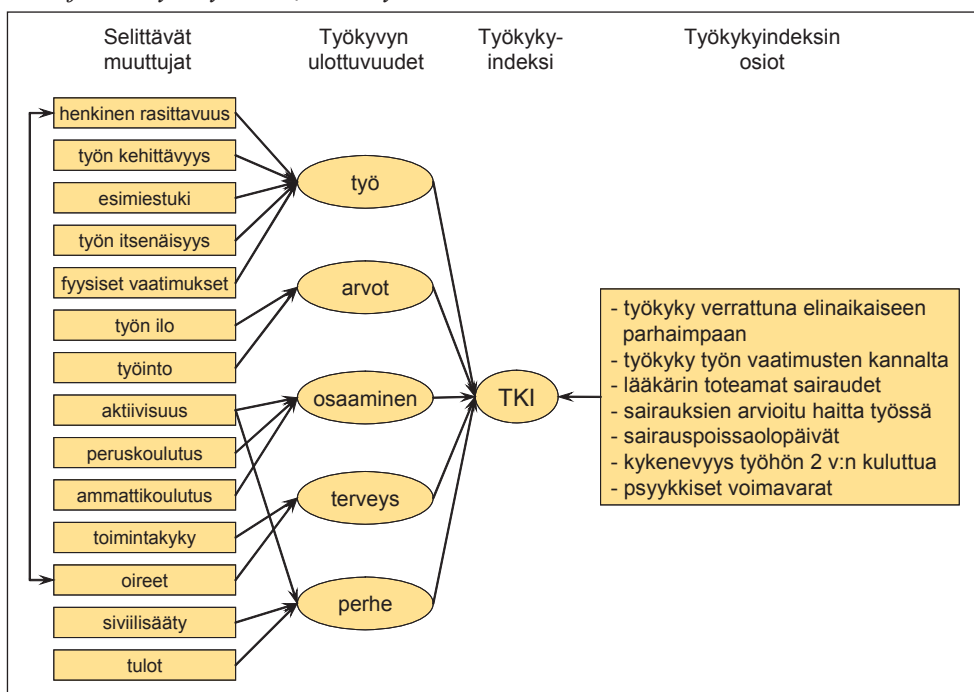 Selittävät
muuttujat
Työkyvyn
ulottuvuudet
Työkyky-
indeksi
Työkykyindeksin
osiot
henkinen rasittavuus
työn kehittävyys
esimiestuki
työn itsenäisyys
fyysiset vaatimukset
työn ilo
työinto
aktiivisuus
peruskoulutus
ammattikoulutus
toimintakyky
oireet
siviilisääty
tulot
työ
arvot
osaaminen
terveys
perhe
TKI
- työkyky verrattuna elinaikaiseen
parhaimpaan
- työkyky työn vaatimusten kannalta
- lääkärin toteamat sairaudet
- sairauksien arvioitu haitta työssä
- sairauspoissaolopäivät
- kykenevyys työhön 2 v:n kuluttua
- psyykkiset voimavarat